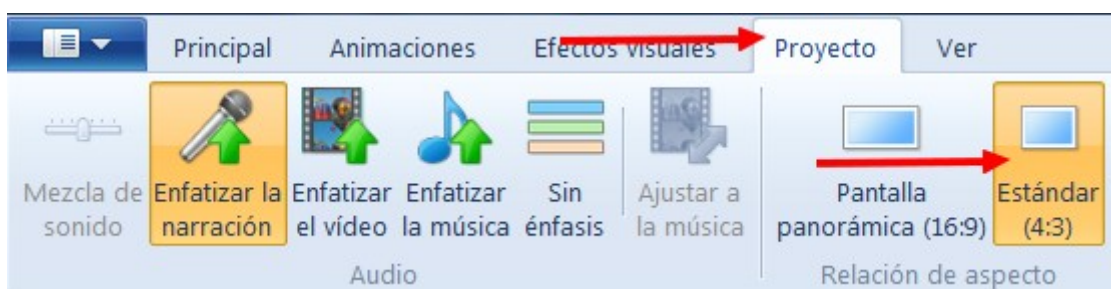 Principal Animaciones Efectos visuales Proyecto Ver
Mezcla de sonido
Enfatizar la narración
Enfatizar el vídeo
Enfatizar la música
Sin énfasis
Ajustar a la música
Pantalla panorámica (16:9)
Estándar (4:3)
Audio
Relación de aspecto